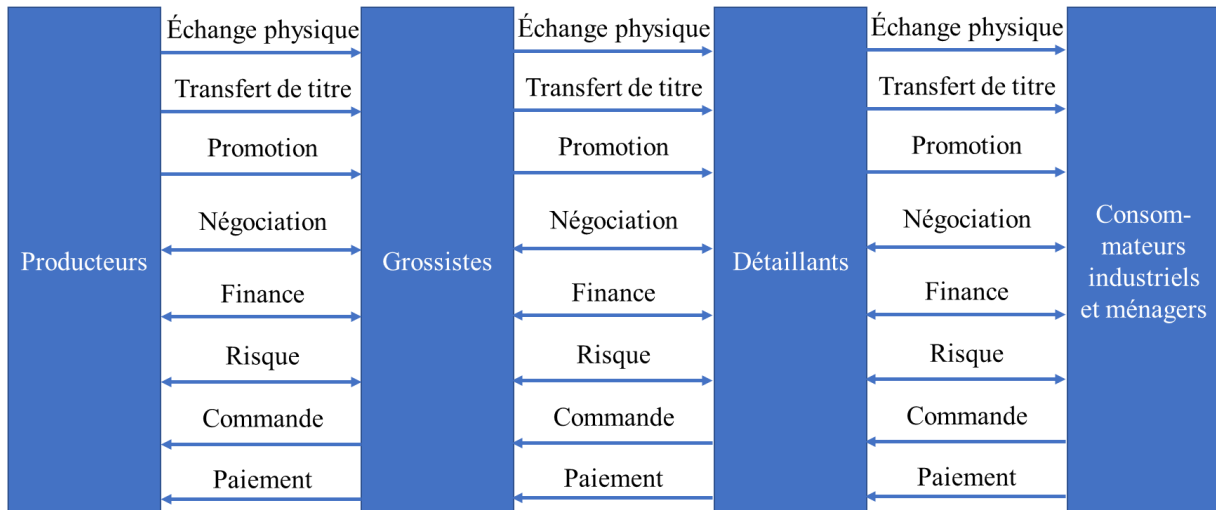 Échange physique
Échange physique
Échange physique
Transfert de titre
Transfert de titre
Transfert de titre
Promotion
Promotion
Promotion
Négociation
Négociation
Négociation
Producteurs
Grossistes
Détaillants
Consom-
mateurs
industriels
et ménagers
Finance
Finance
Finance
Risque
Risque
Risque
Commande
Commande
Commande
Paiement
Paiement
Paiement